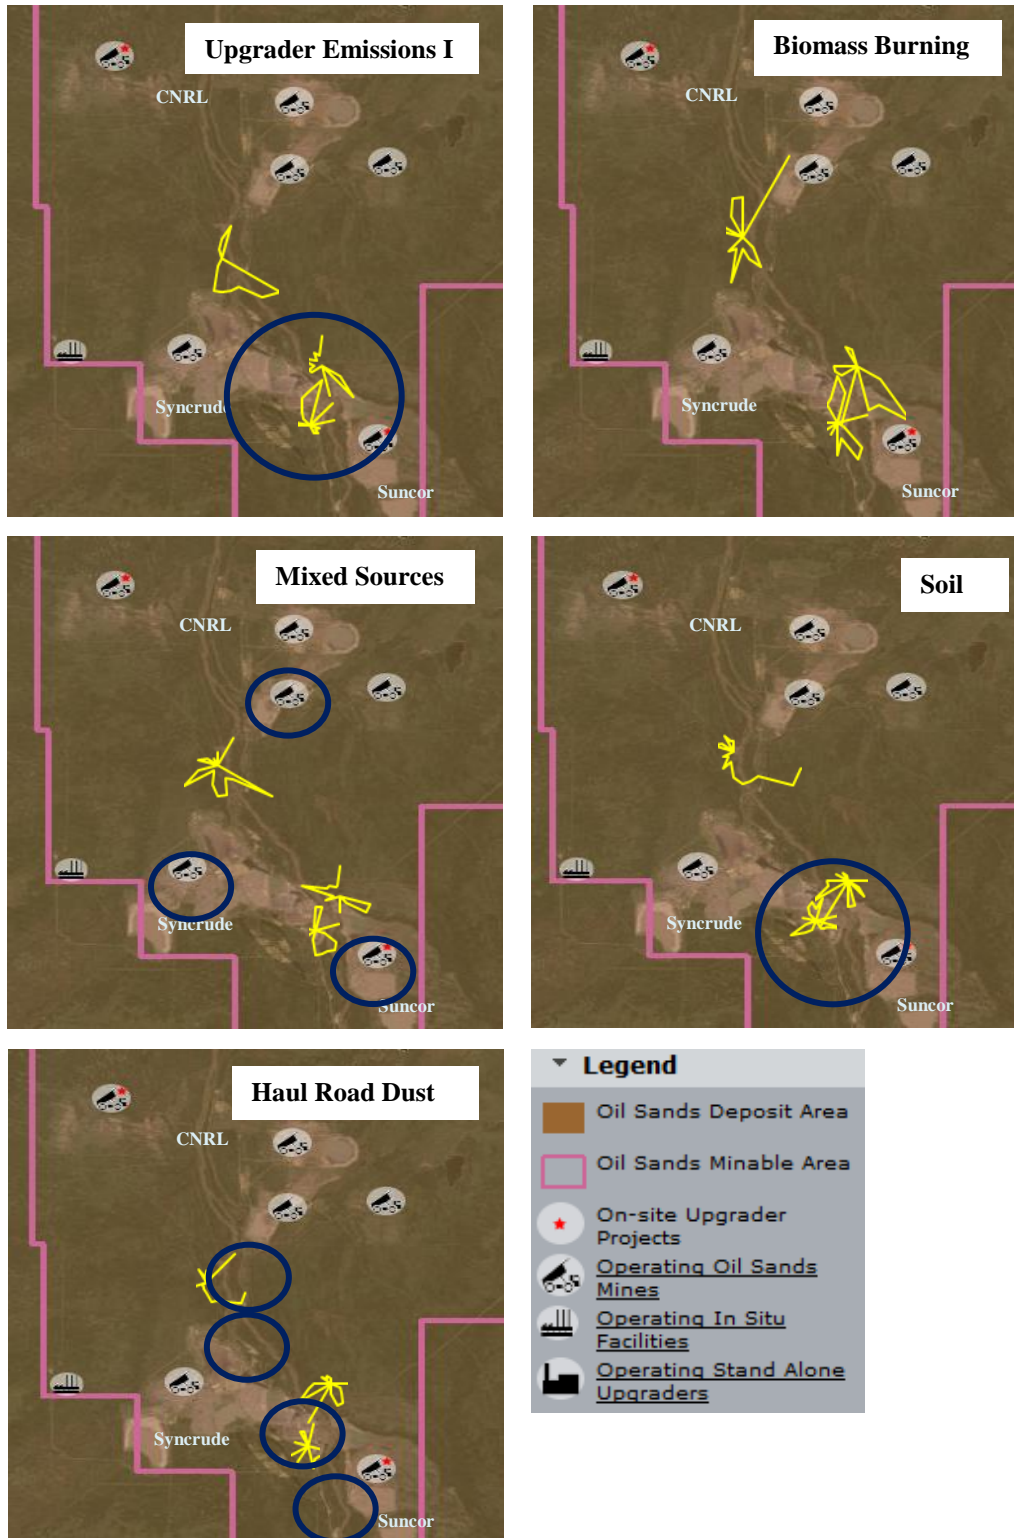 Upgrader Emissions I
CNRL
Syncrude
Suncor
Biomass Burning
CNRL
Syncrude
Suncor
Mixed Sources
CNRL
Syncrude
Suncor
Soil
CNRL
Syncrude
Suncor
Haul Road Dust
CNRL
Syncrude
Suncor
Legend
Oil Sands Deposit Area
Oil Sands Minable Area
On-site Upgrader
Projects
Operating Oil Sands
Mines
Operating In Situ
Facilities
Operating Stand Alone
Upgraders